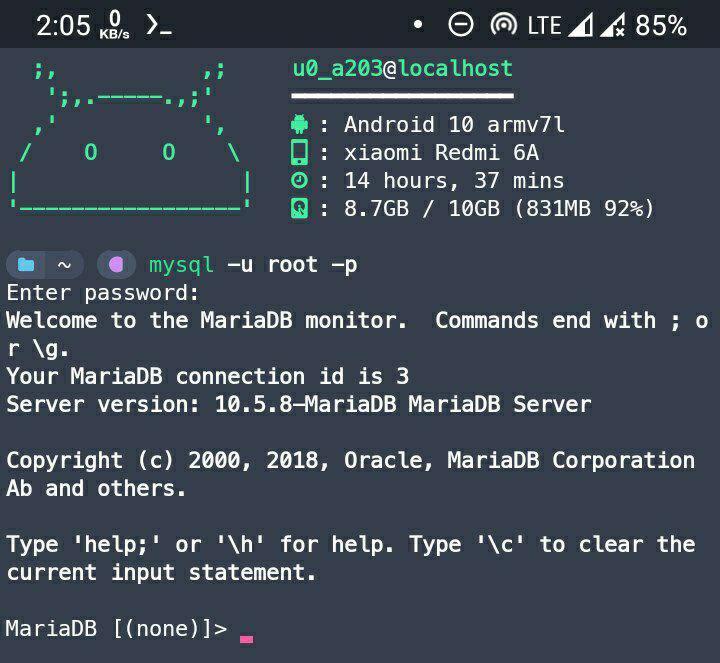 2:05 0 KB/s LTE 85%
u0_a203@localhost
: Android 10 armv7l
: xiaomi Redmi 6A
: 14 hours, 37 mins
: 8.7GB / 10GB (831MB 92%)
~ mysql -u root -p
Enter password:
Welcome to the MariaDB monitor.  Commands end with ; o
r \g.
Your MariaDB connection id is 3
Server version: 10.5.8-MariaDB MariaDB Server
Copyright (c) 2000, 2018, Oracle, MariaDB Corporation
Ab and others.
Type 'help;' or '\h' for help. Type '\c' to clear the
current input statement.
MariaDB [(none)]>